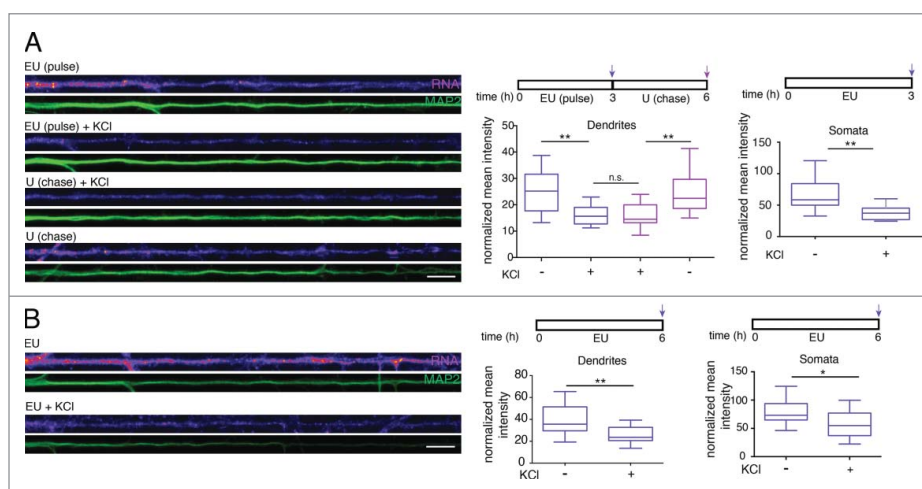 A
EU (pulse)
RNA
MAP2
EU (pulse) + KCl
U (chase) + KCl
U (chase)
0 3 6
time (h) EU (pulse) U (chase)
Dendrites
** **
n.s.
normalized mean intensity
50
40
30
20
10
0
KCl - + + -
0 3
time (h) EU
Somata
**
normalized mean intensity
150
100
50
0
KCl - +
B
EU
RNA
MAP2
EU + KCl
0 6
time (h) EU
Dendrites
**
normalized mean
intensity
80
60
40
20
0
KCl - +
0 6
time (h) EU
Somata
*
normalized mean
intensity
150
100
50
0
KCl - +